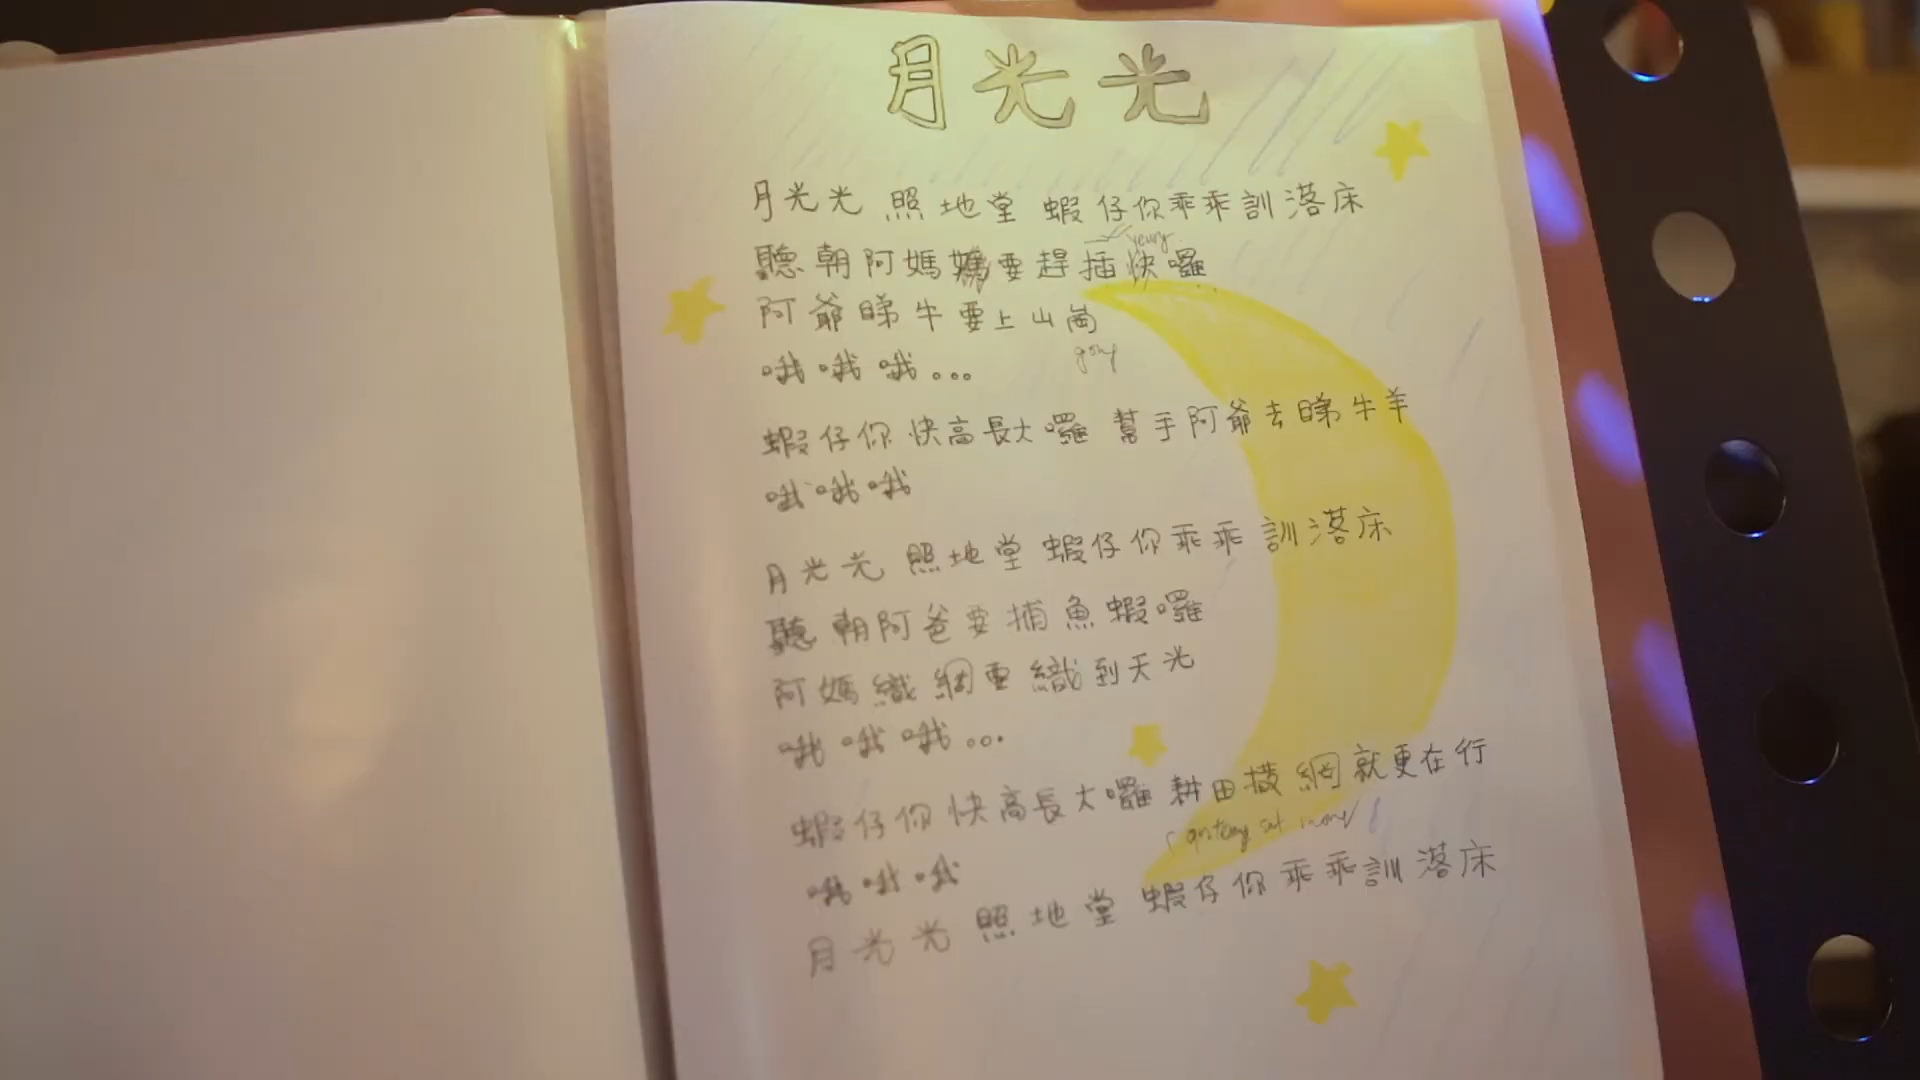 月光光
月光光 照地堂 蝦仔你乖乖訓落床
聽朝阿媽要趕插快囉
yeung
阿爺睇牛要上山崗
gong
哦哦哦...
蝦仔你快高長大囉 幫手阿爺去睇牛羊
哦哦哦
月光光 照地堂 蝦仔你乖乖訓落床
聽朝阿爸要捕魚蝦囉
阿媽織網要織到天光
哦哦哦...
蝦仔你快高長大囉 耕田撒網就更在行
哦哦哦
月光光 照地堂 蝦仔你乖乖訓落床